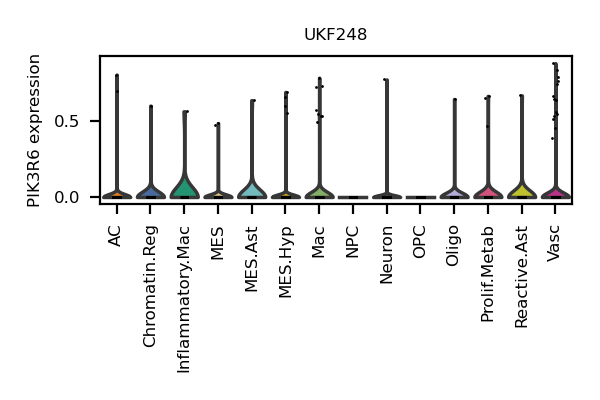 UKF248
PIK3R6 expression
0.5
0.0
AC
Chromatin.Reg
Inflammatory.Mac
MES
MES.Ast
MES.Hyp
Mac
NPC
Neuron
OPC
Oligo
Prolif.Metab
Reactive.Ast
Vasc